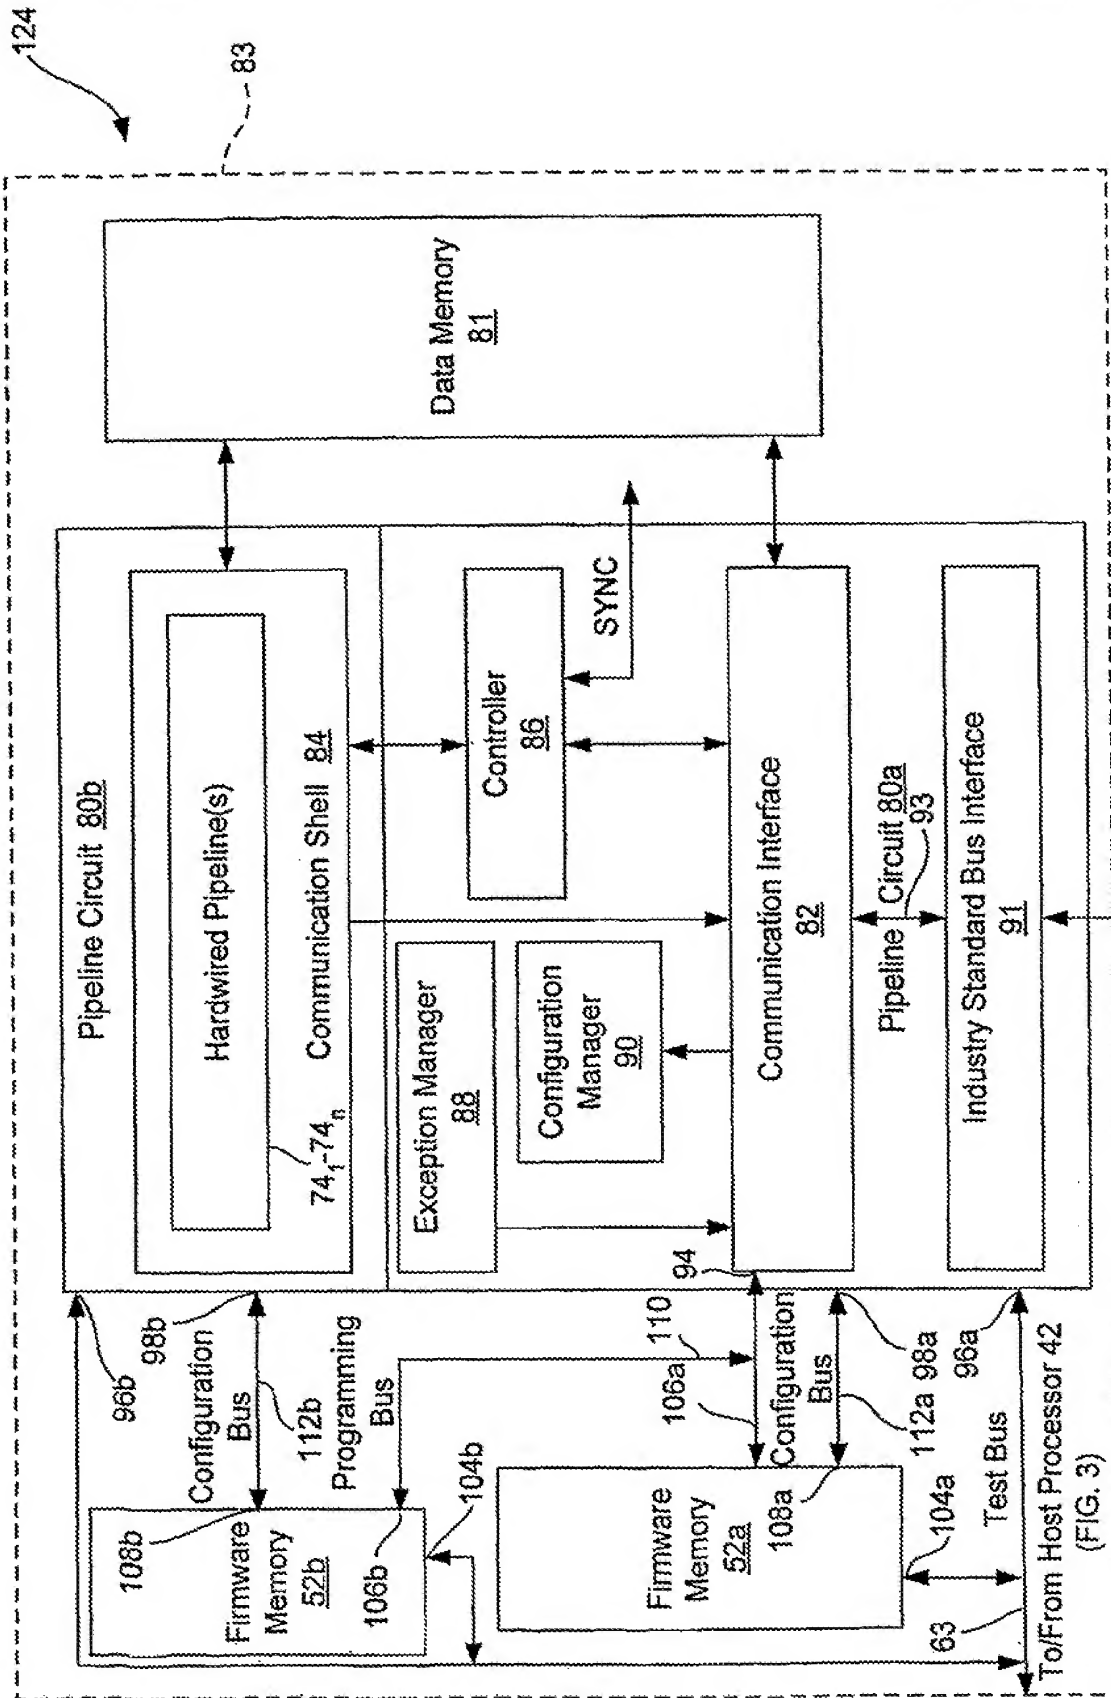 124
83
Data Memory
81
Pipeline Circuit 80b
Hardwired Pipeline(s)
74₁-74ₙ
Communication Shell 84
Controller
86
SYNC
Exception Manager
88
Configuration
Manager
90
Communication Interface
82
Pipeline Circuit 80a
93
Industry Standard Bus Interface
91
96b
98b
Configuration
Bus
112b
Programming
Bus
110
94
106a
Configuration
Bus
98a
112a
96a
108b
Firmware
Memory
52b
106b
104b
Firmware
Memory
52a
108a
104a
Test Bus
63
To/From Host Processor 42
(FIG. 3)